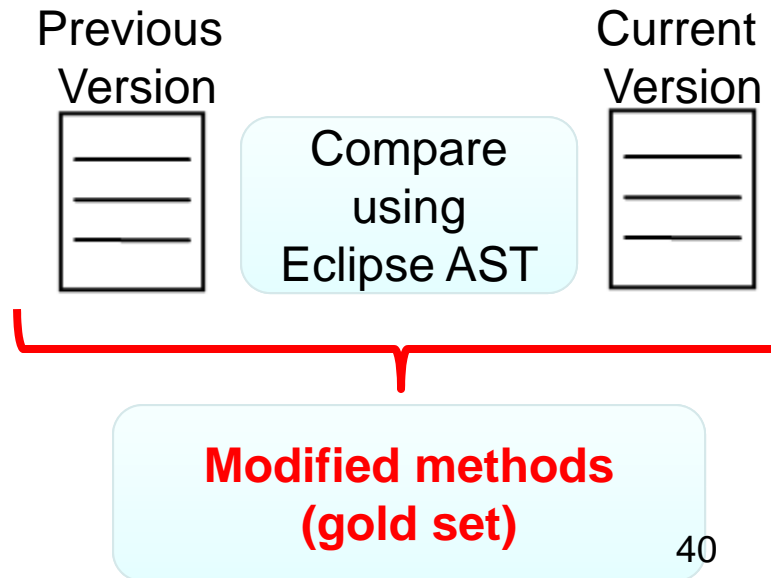 Previous
Version
Current
Version
Compare
using
Eclipse AST
Modified methods
(gold set)
40